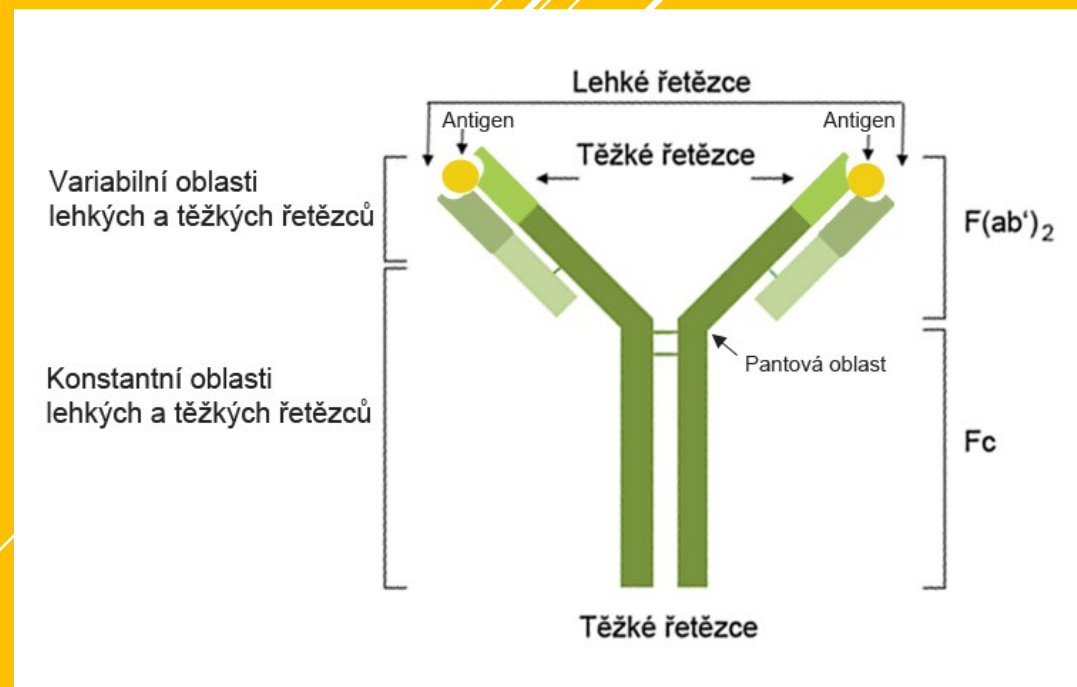 Lehké řetězce
Antigen
Antigen
Těžké řetězce
Variabilní oblasti
lehkých a těžkých řetězců
F(ab‘)₂
Pantová oblast
Konstantní oblasti
lehkých a těžkých řetězců
Fc
Těžké řetězce